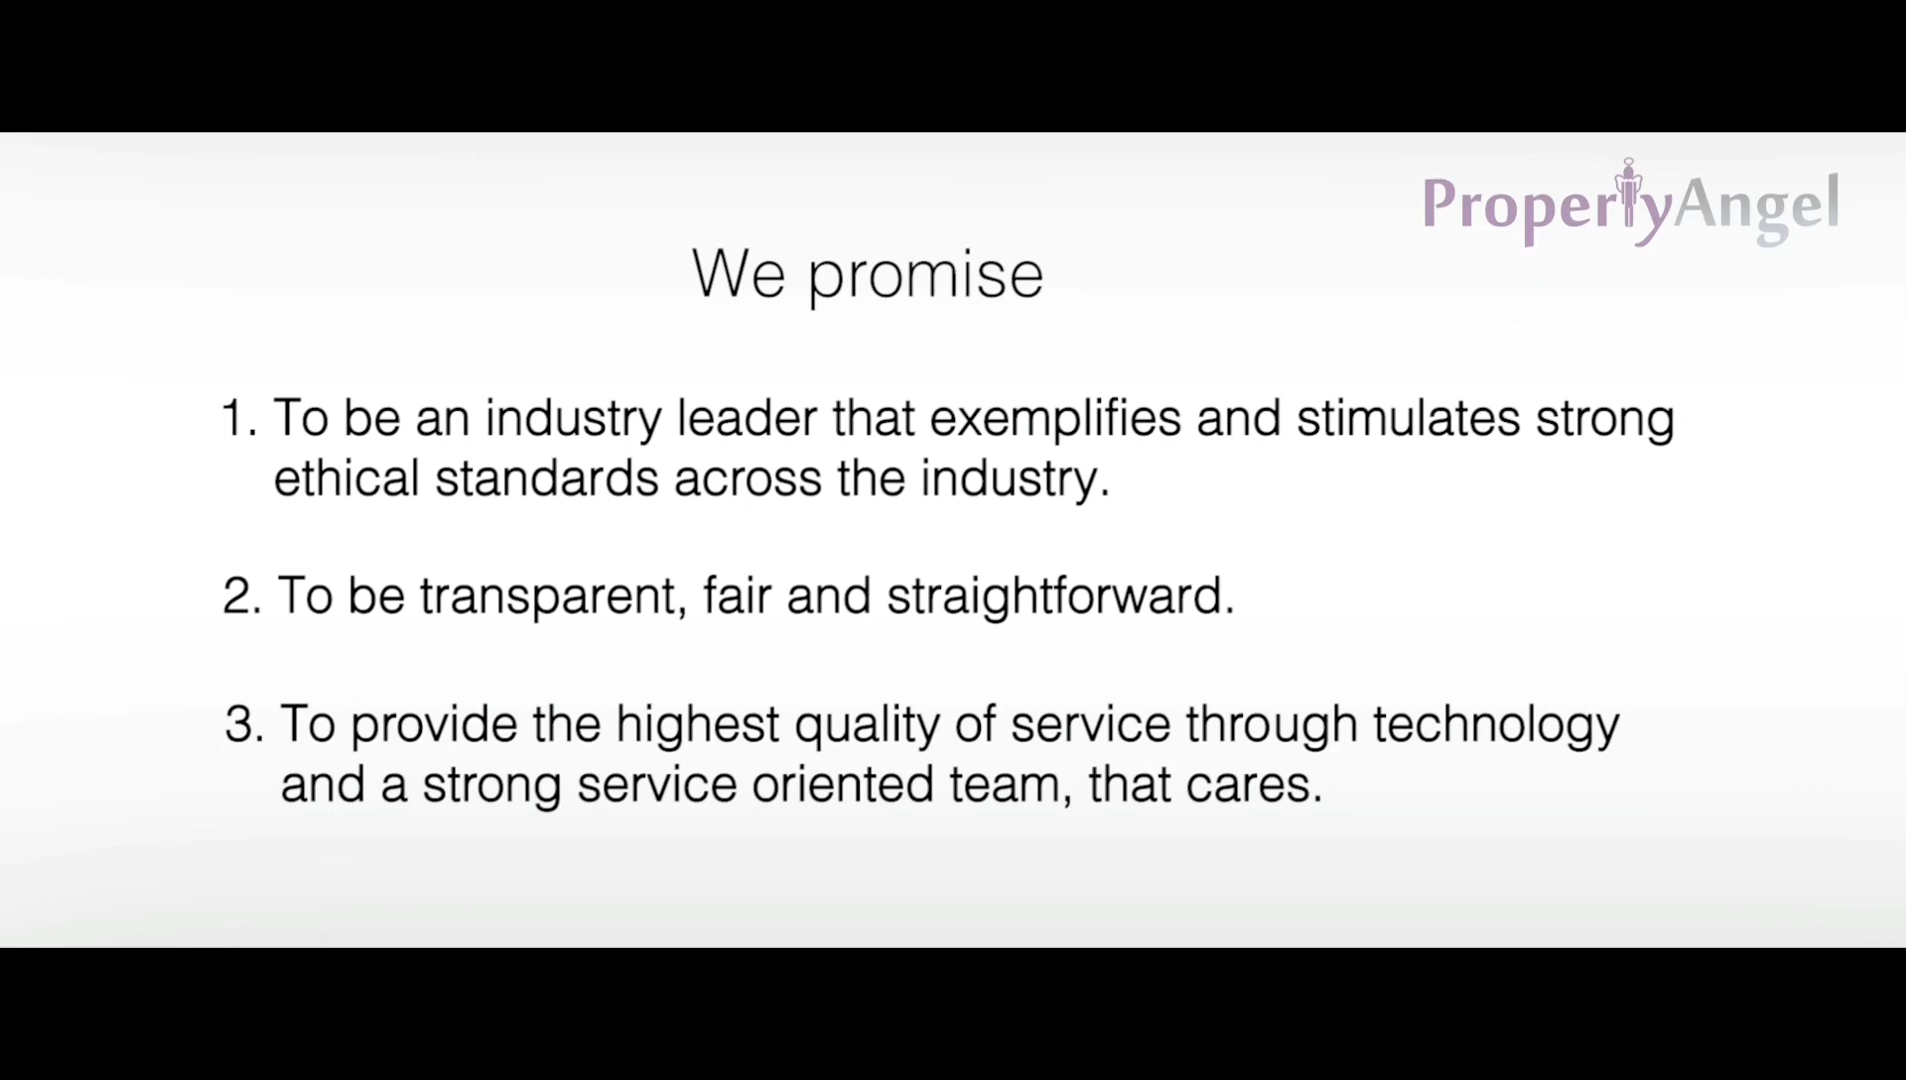 PropertyAngel
We promise
1. To be an industry leader that exemplifies and stimulates strong
ethical standards across the industry.
2. To be transparent, fair and straightforward.
3. To provide the highest quality of service through technology
and a strong service oriented team, that cares.